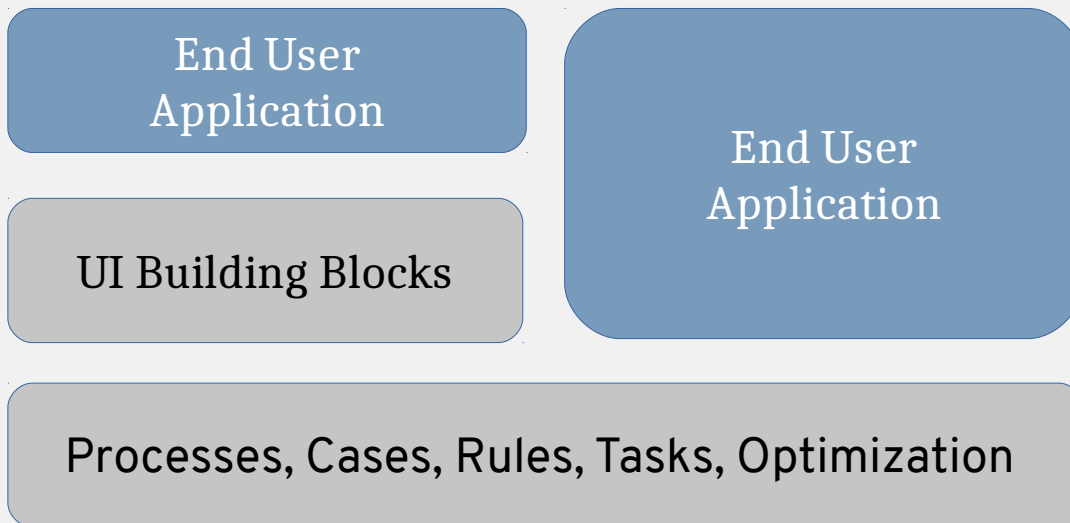 End User
Application
End User
Application
UI Building Blocks
Processes, Cases, Rules, Tasks, Optimization